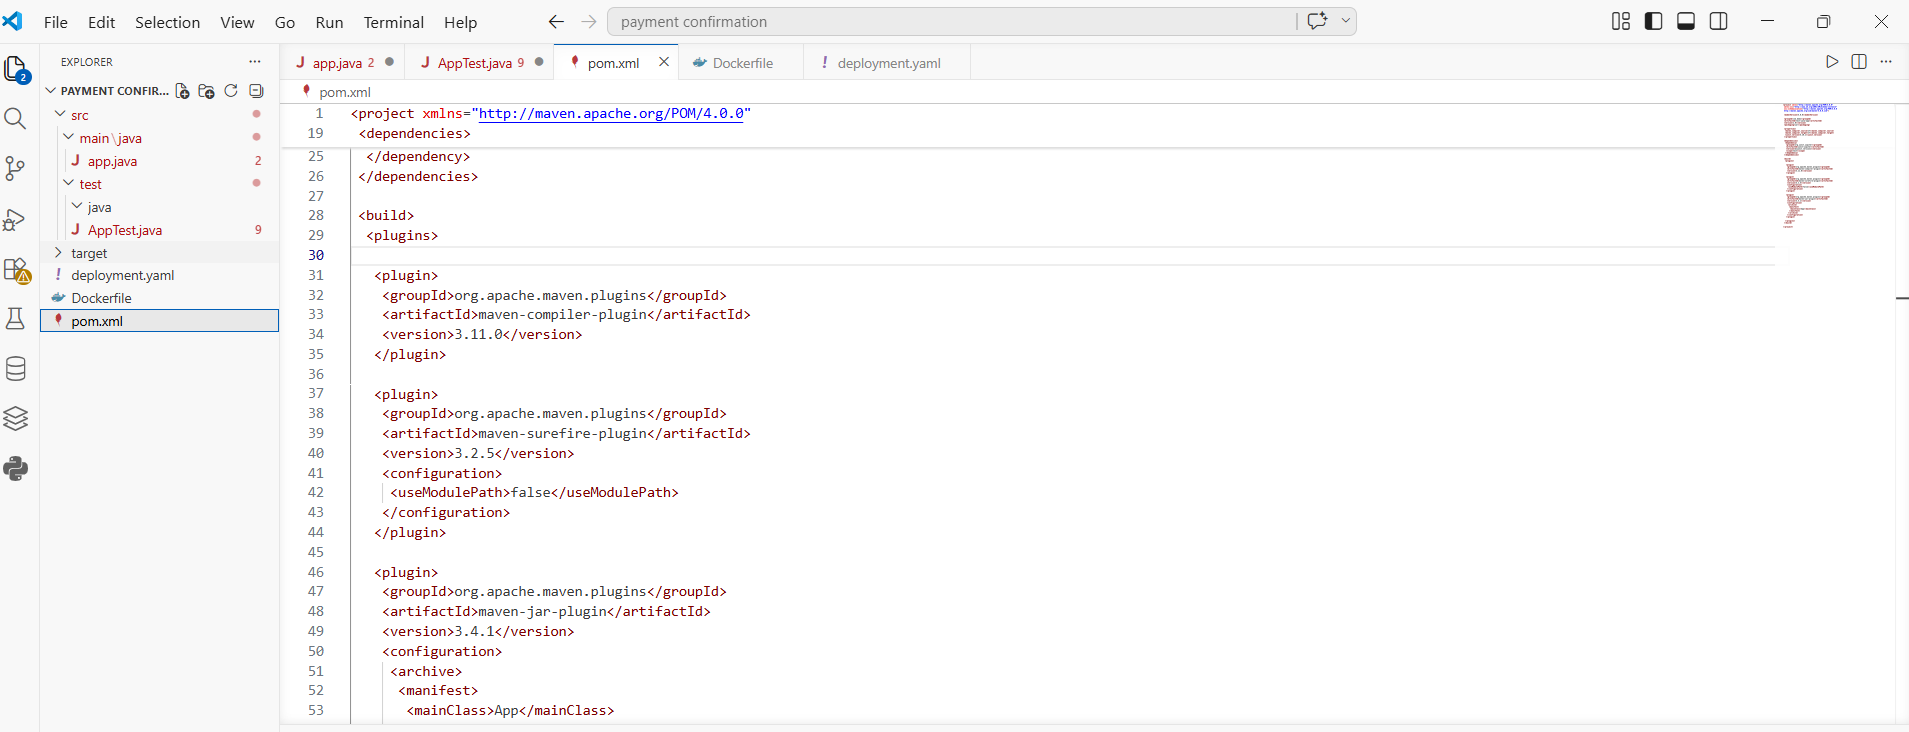 File Edit Selection View Go Run Terminal Help
payment confirmation
2
EXPLORER
PAYMENT CONFIR...
src
main\java
app.java 2
test
java
AppTest.java 9
target
deployment.yaml
Dockerfile
pom.xml
app.java 2
AppTest.java 9
pom.xml
Dockerfile
deployment.yaml
pom.xml
1 <project xmlns="http://maven.apache.org/POM/4.0.0"
19 <dependencies>
25 </dependency>
26 </dependencies>
27
28 <build>
29 <plugins>
30
31 <plugin>
32 <groupId>org.apache.maven.plugins</groupId>
33 <artifactId>maven-compiler-plugin</artifactId>
34 <version>3.11.0</version>
35 </plugin>
36
37 <plugin>
38 <groupId>org.apache.maven.plugins</groupId>
39 <artifactId>maven-surefire-plugin</artifactId>
40 <version>3.2.5</version>
41 <configuration>
42 <useModulePath>false</useModulePath>
43 </configuration>
44 </plugin>
45
46 <plugin>
47 <groupId>org.apache.maven.plugins</groupId>
48 <artifactId>maven-jar-plugin</artifactId>
49 <version>3.4.1</version>
50 <configuration>
51 <archive>
52 <manifest>
53 <mainClass>App</mainClass>